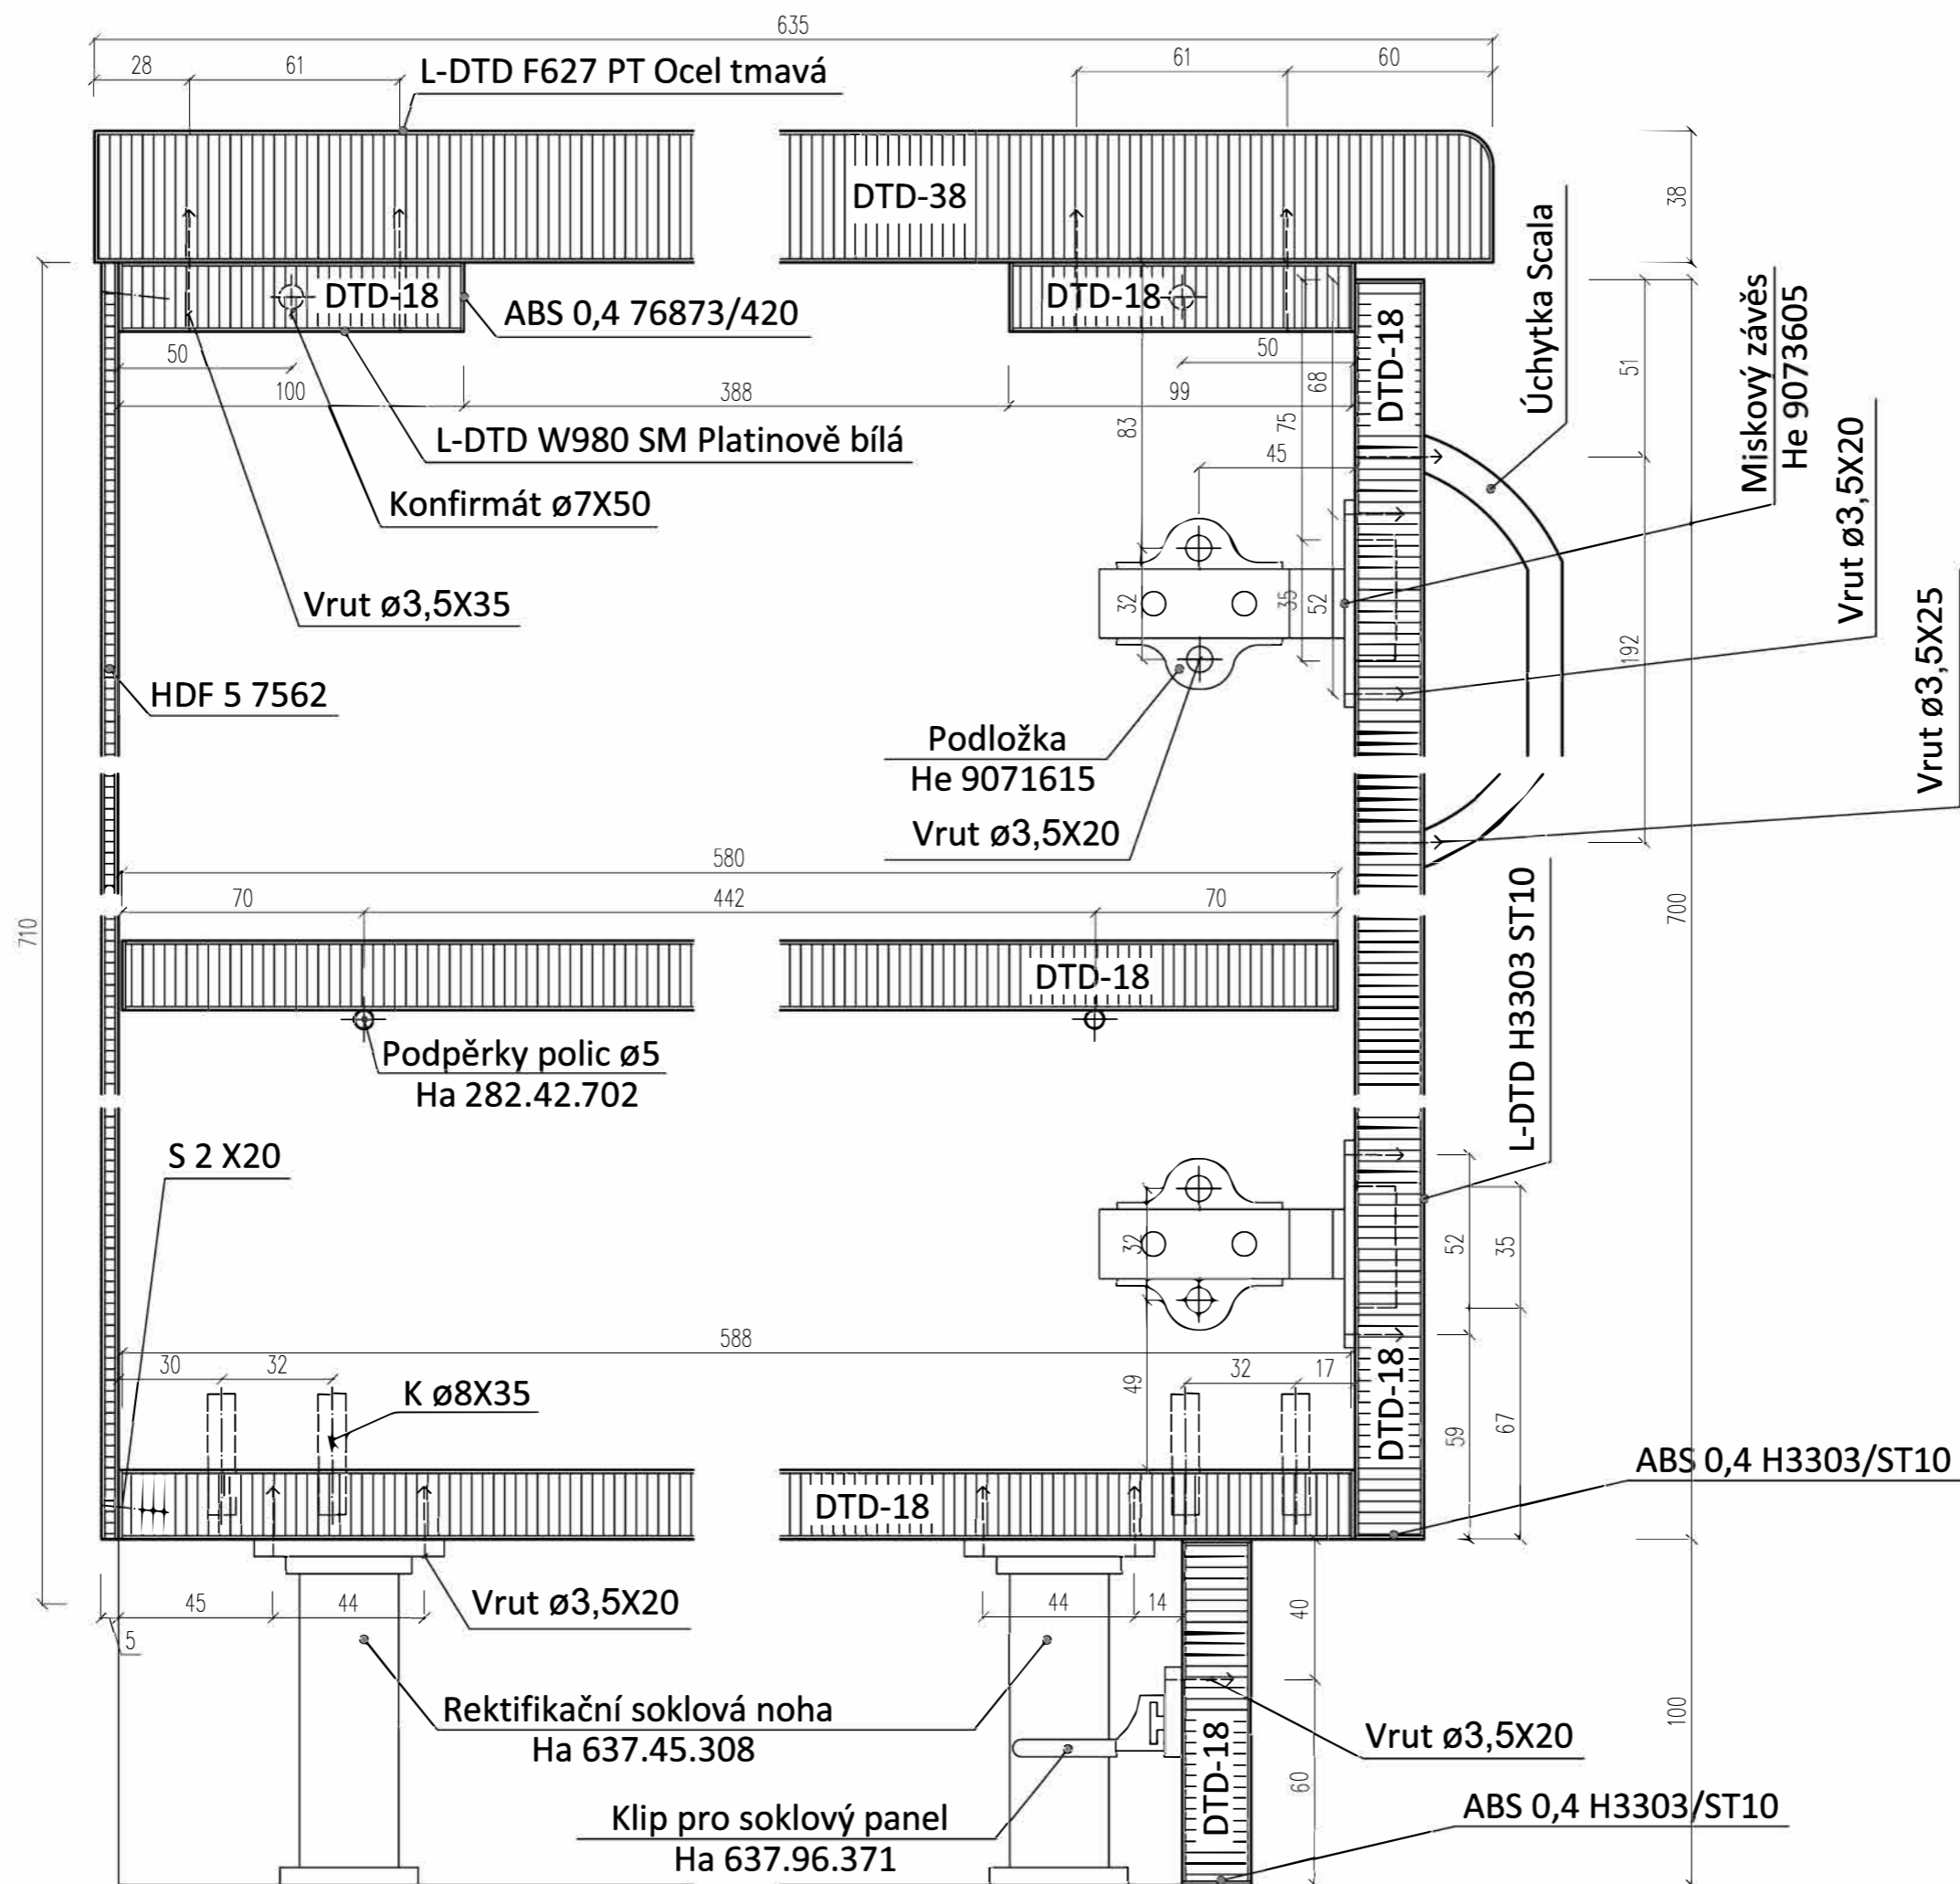 635
28
61
L-DTD F627 PT Ocel tmavá
61
60
DTD-38
38
DTD-18
ABS 0,4 76873/420
DTD-18
DTD-18
Úchytka Scala
Miskový závěs
He 9073605
Vrut ø3,5X20
Vrut ø3,5X25
50
100
388
50
99
68
75
83
45
51
L-DTD W980 SM Platinově bílá
Konfirmát ø7X50
Vrut ø3,5X35
32
35
52
192
HDF 5 7562
Podložka
He 9071615
Vrut ø3,5X20
580
70
442
70
710
700
DTD-18
L-DTD H3303 ST10
Podpěrky polic ø5
Ha 282.42.702
S 2 X20
32
52
35
588
30
32
K ø8X35
49
32
17
DTD-18
59
67
ABS 0,4 H3303/ST10
DTD-18
45
44
5
Vrut ø3,5X20
44
14
40
Rektifikační soklová noha
Ha 637.45.308
100
DTD-18
Vrut ø3,5X20
60
Klip pro soklový panel
Ha 637.96.371
ABS 0,4 H3303/ST10